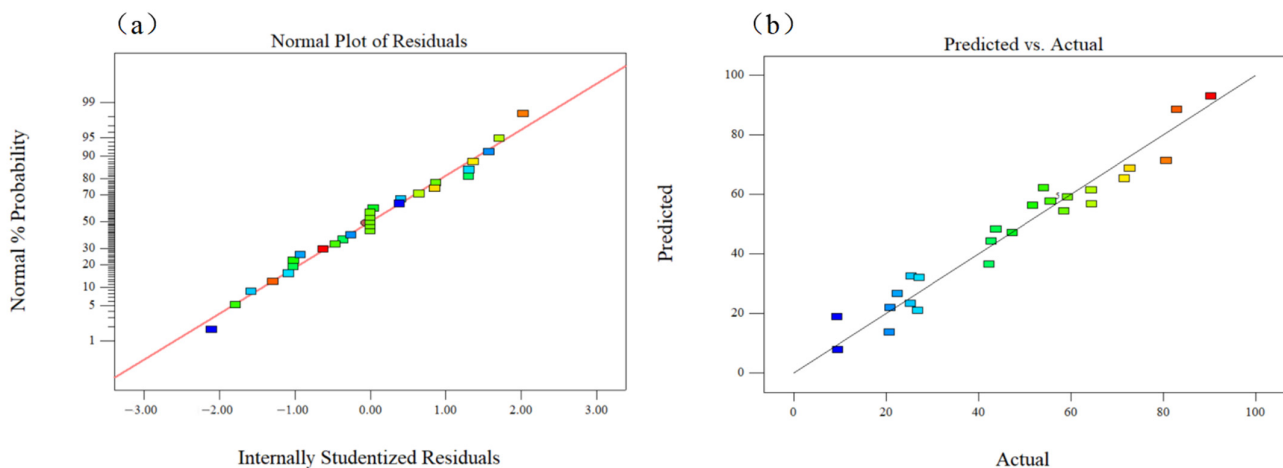 (a)
Normal Plot of Residuals
Normal % Probability
99
95
90
80
70
50
30
20
10
5
1
−3.00 −2.00 −1.00 0.00 1.00 2.00 3.00
Internally Studentized Residuals
(b)
Predicted vs. Actual
Predicted
100
80
60
40
20
0
0 20 40 60 80 100
Actual